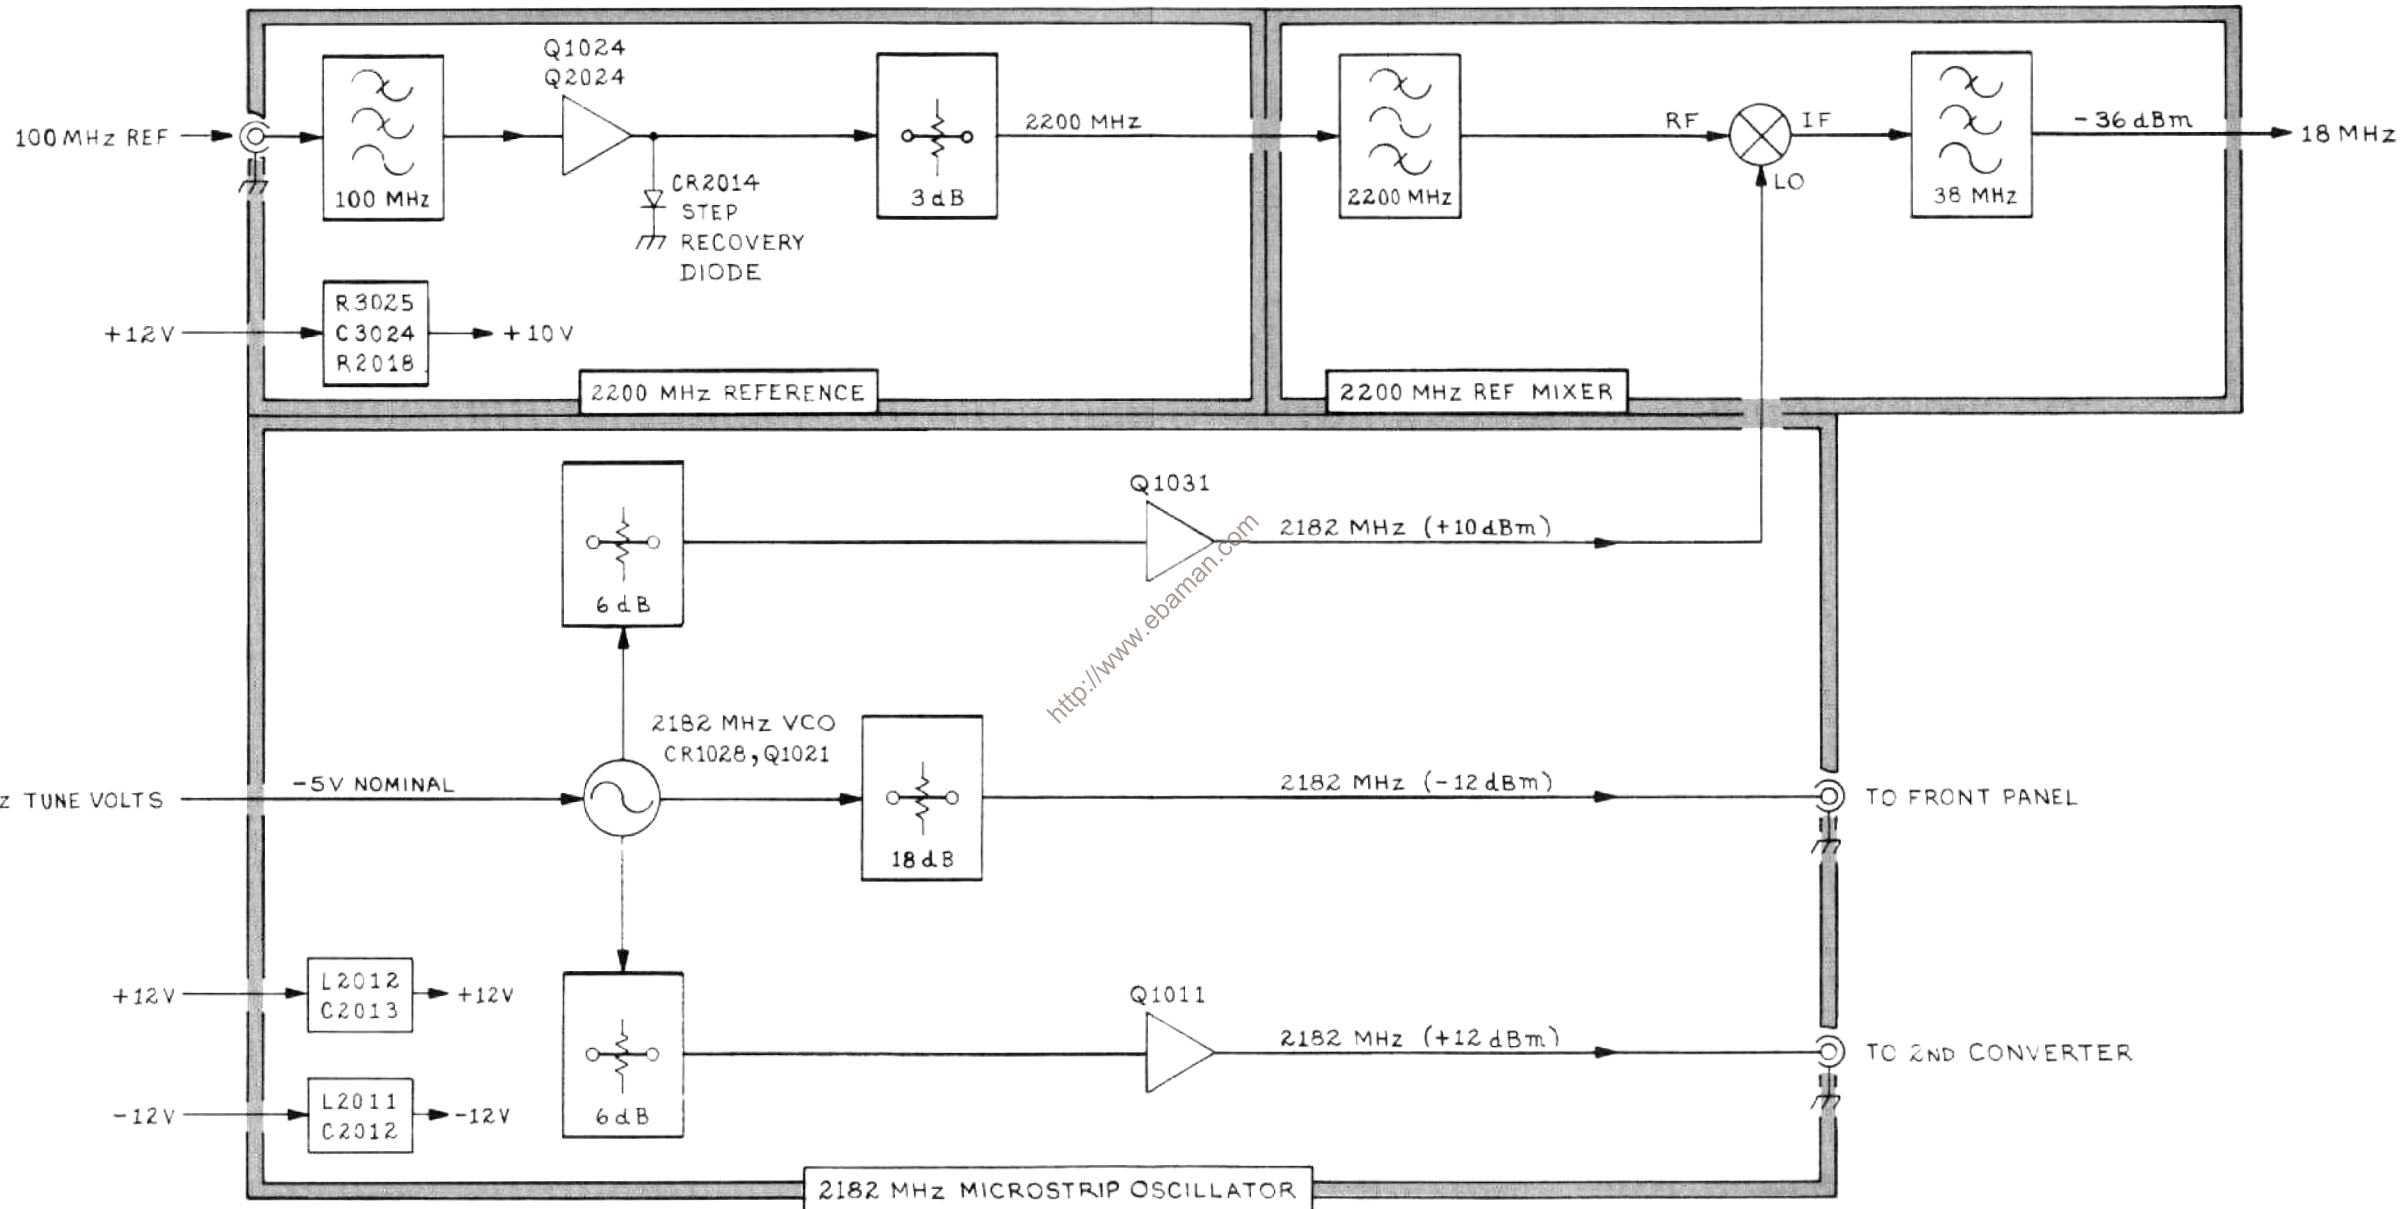 Q1024
Q2024
100 MHz REF
100 MHz
CR2014
STEP
RECOVERY
DIODE
3 dB
2200 MHz
2200 MHz
RF
IF
LO
38 MHz
-36 dBm
18 MHz
+12V
R3025
C3024
R2018
+10V
2200 MHz REFERENCE
2200 MHz REF MIXER
6 dB
Q1031
2182 MHz (+10 dBm)
http://www.ebaman.com
2182 MHz VCO
CR1028, Q1021
z TUNE VOLTS
-5V NOMINAL
18 dB
2182 MHz (-12 dBm)
TO FRONT PANEL
+12V
L2012
C2013
+12V
-12V
L2011
C2012
-12V
6 dB
Q1011
2182 MHz (+12 dBm)
TO 2ND CONVERTER
2182 MHz MICROSTRIP OSCILLATOR